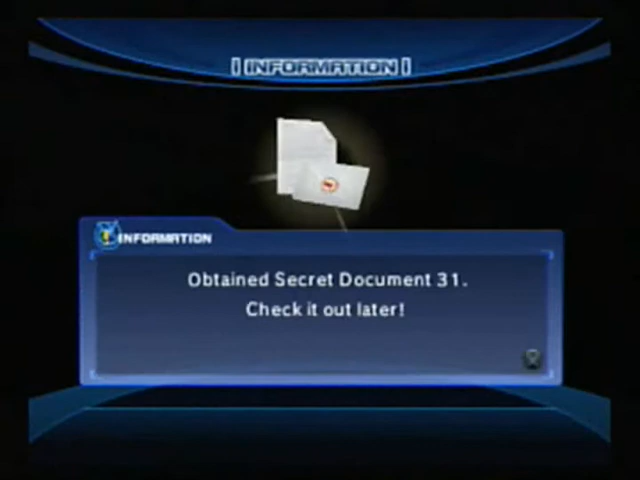 INFORMATION
INFORMATION
Obtained Secret Document 31.
Check it out later!